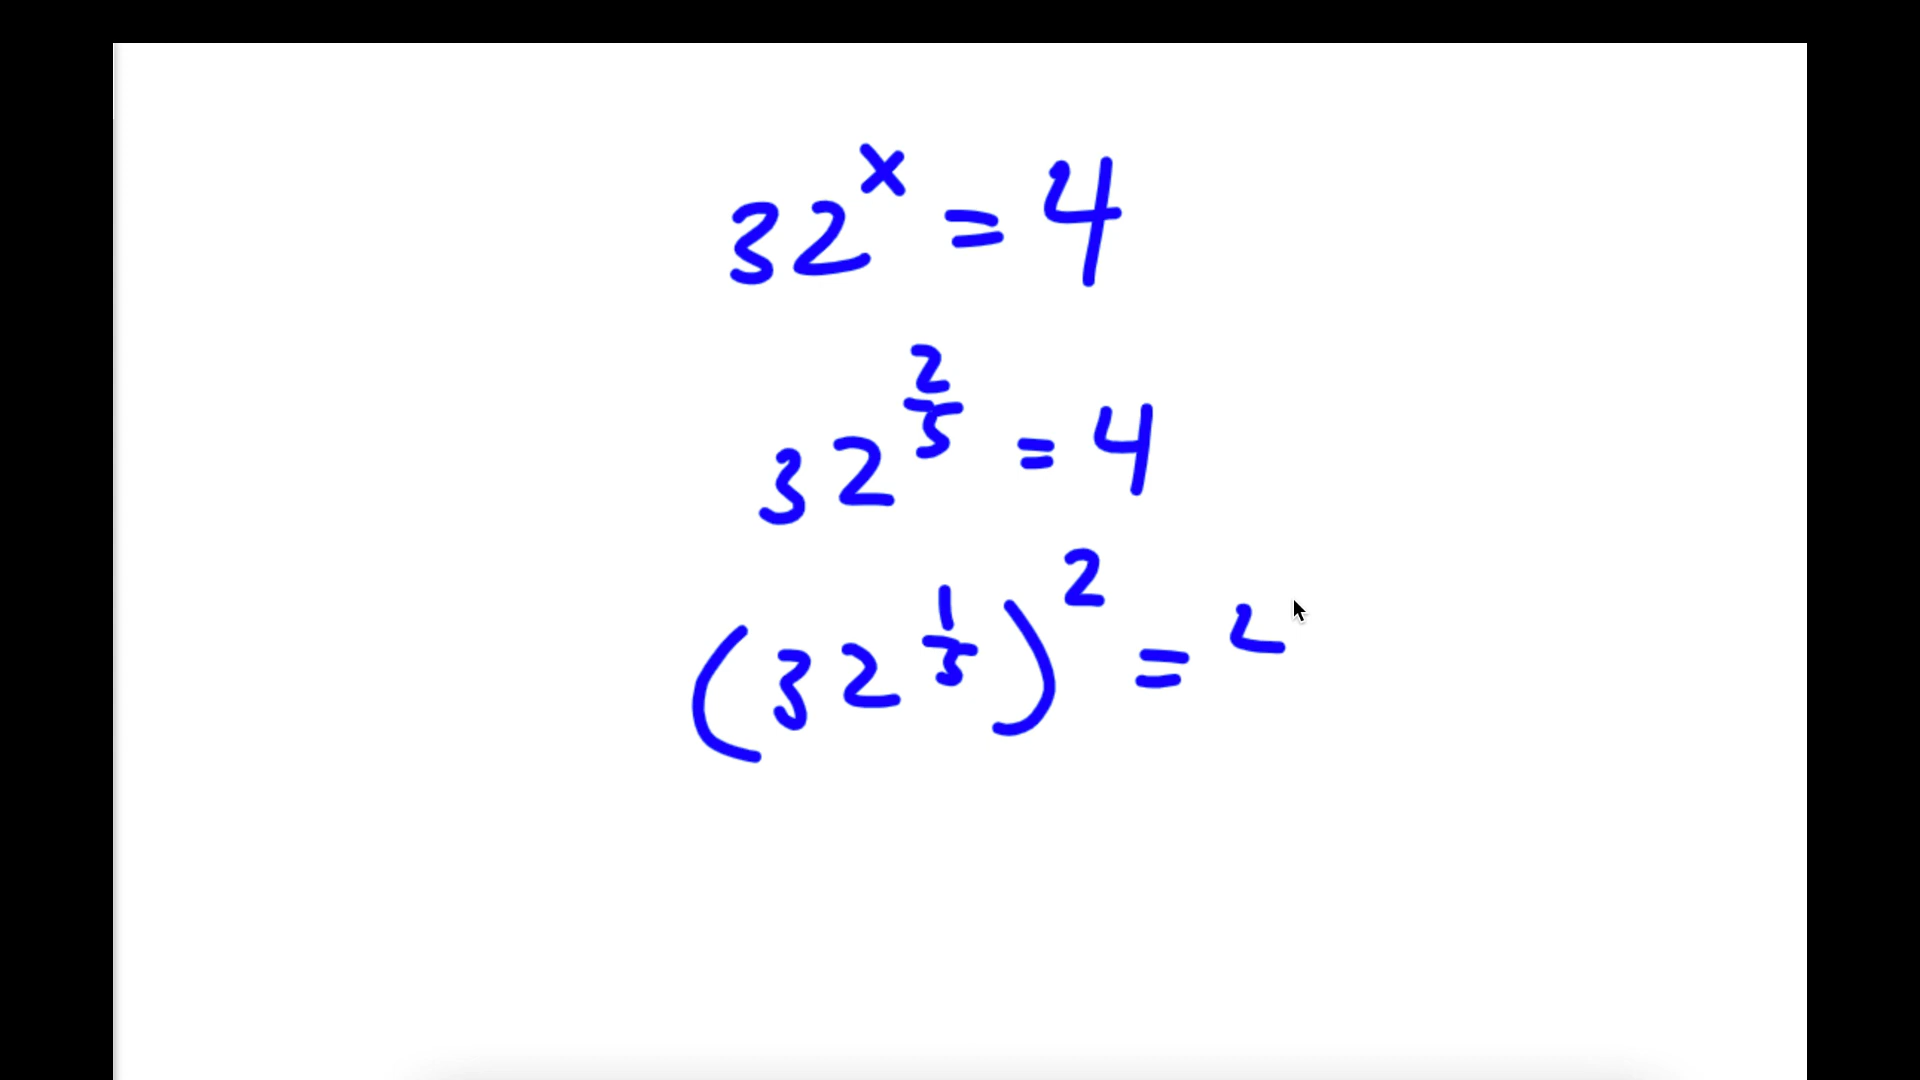 32^x = 4
32^(2/5) = 4
(32^(1/5))^2 =